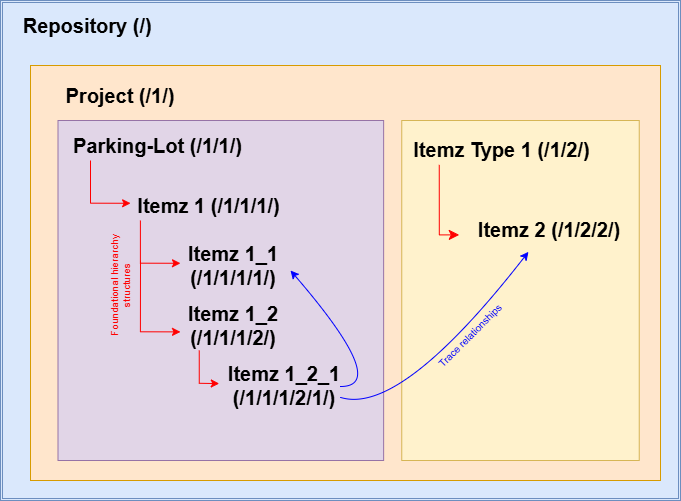 Repository (/)
Project (/1/)
Parking-Lot (/1/1/)
Itemz 1 (/1/1/1/)
Foundational hierarchy
structures
Itemz 1_1
(/1/1/1/1/)
Itemz 1_2
(/1/1/1/2/)
Itemz 1_2_1
(/1/1/1/2/1/)
Itemz Type 1 (/1/2/)
Itemz 2 (/1/2/2/)
Trace relationships